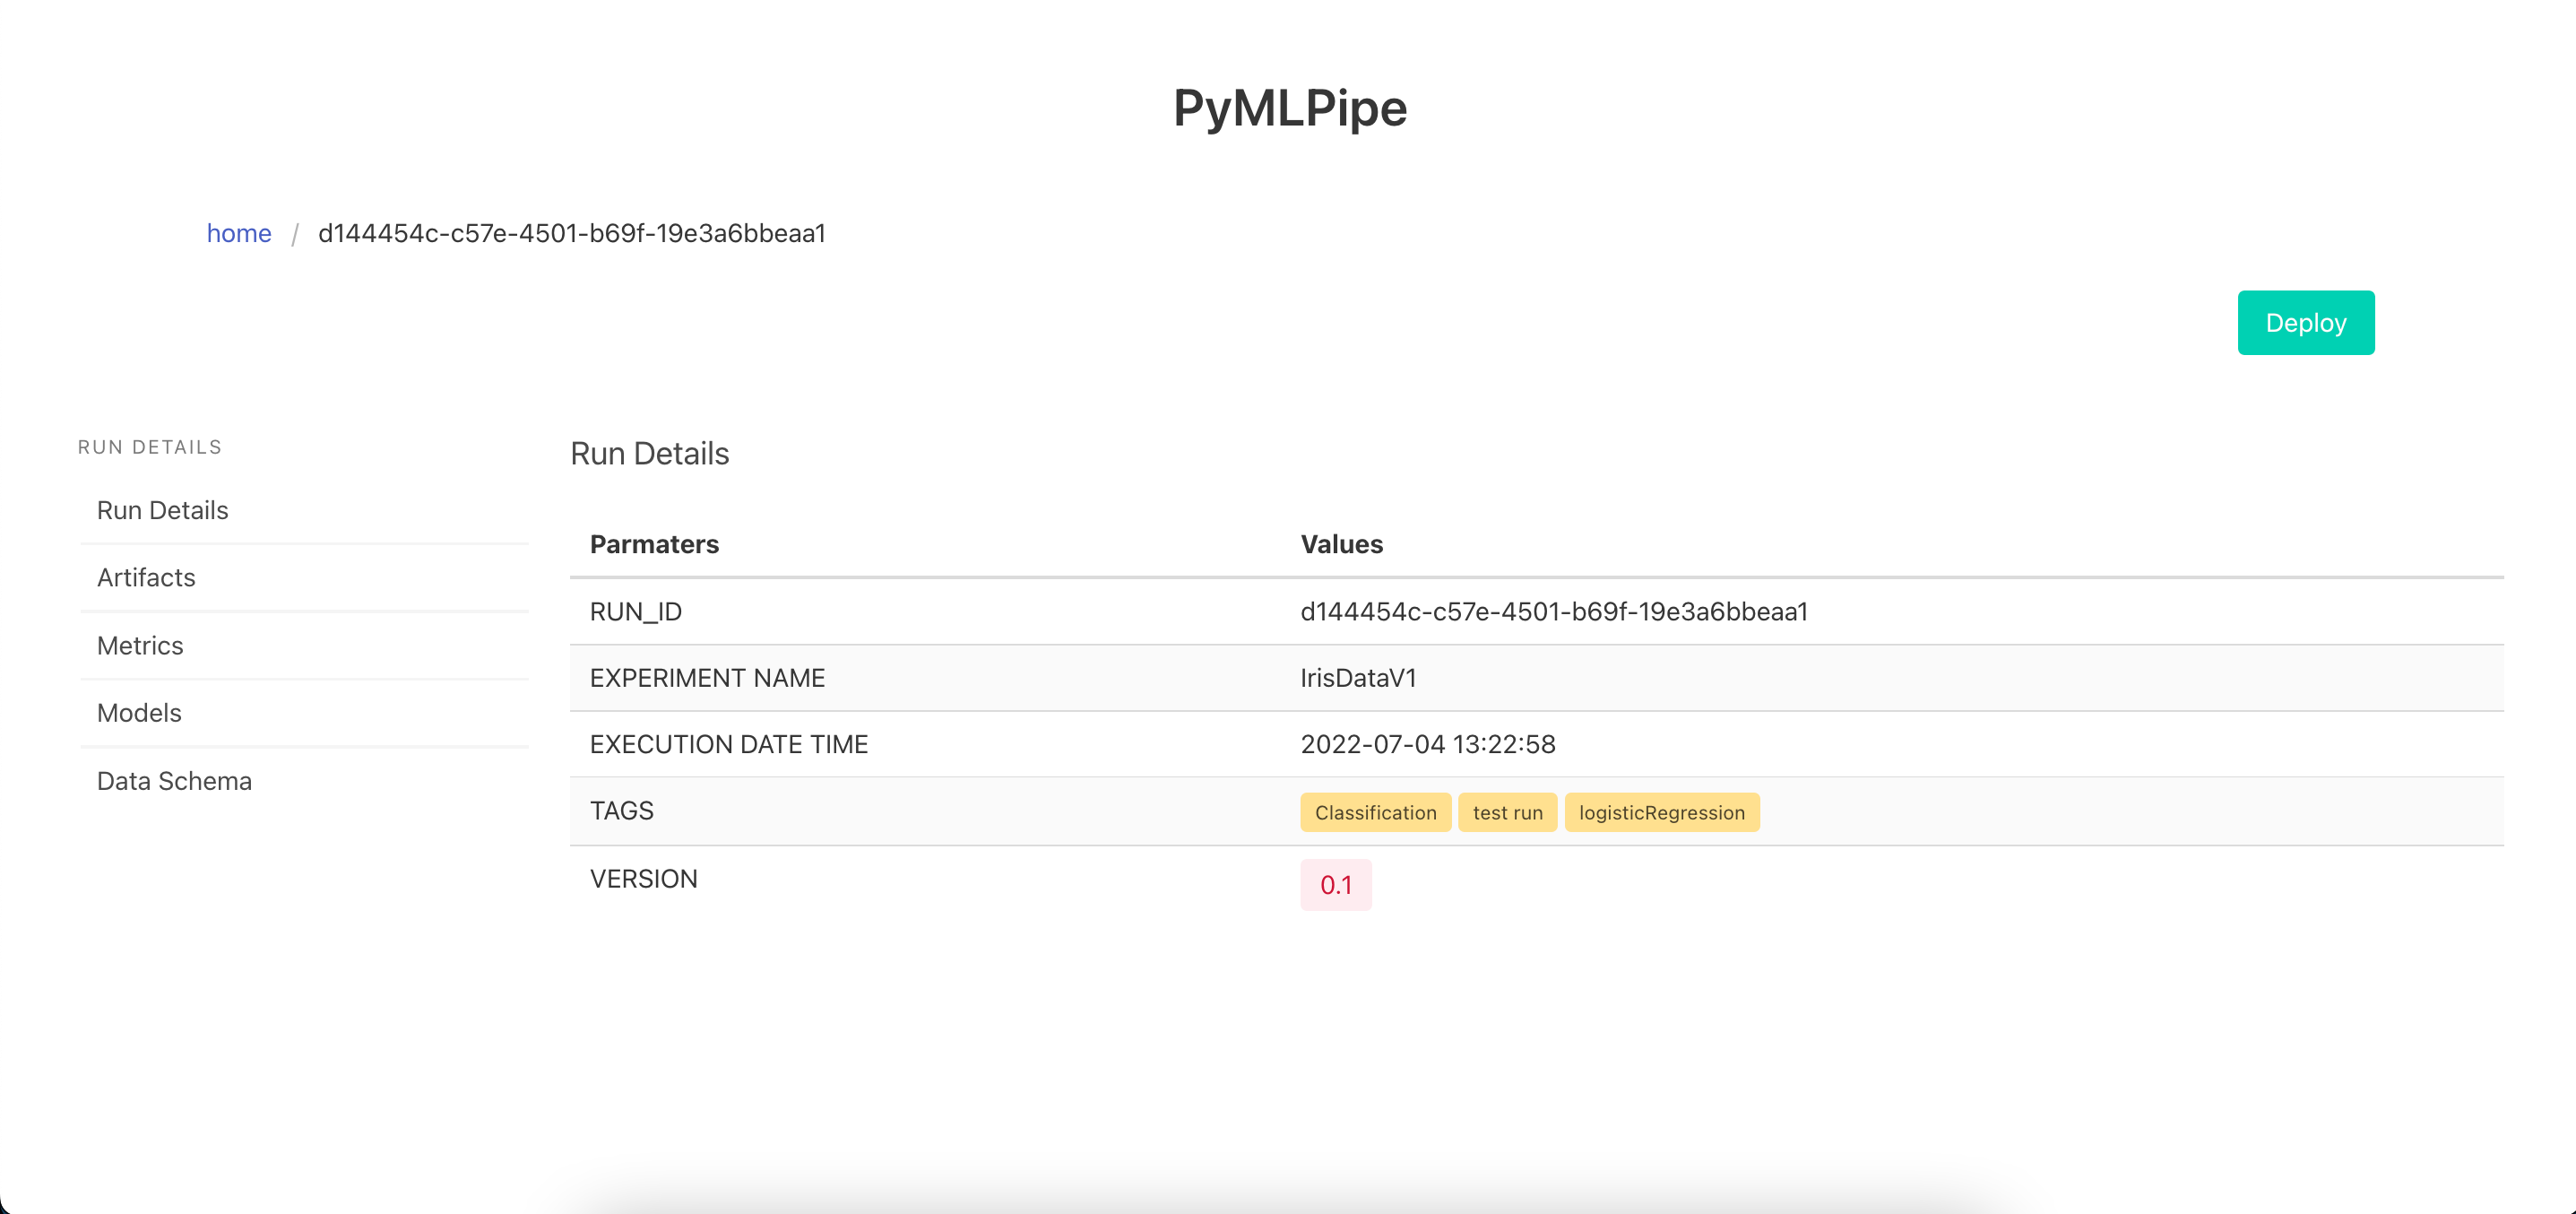 PyMLPipe
home / d144454c-c57e-4501-b69f-19e3a6bbeaa1
Deploy
RUN DETAILS
Run Details
Artifacts
Metrics
Models
Data Schema
Run Details
Parmaters Values
RUN_ID d144454c-c57e-4501-b69f-19e3a6bbeaa1
EXPERIMENT NAME IrisDataV1
EXECUTION DATE TIME 2022-07-04 13:22:58
TAGS Classification test run logisticRegression
VERSION 0.1